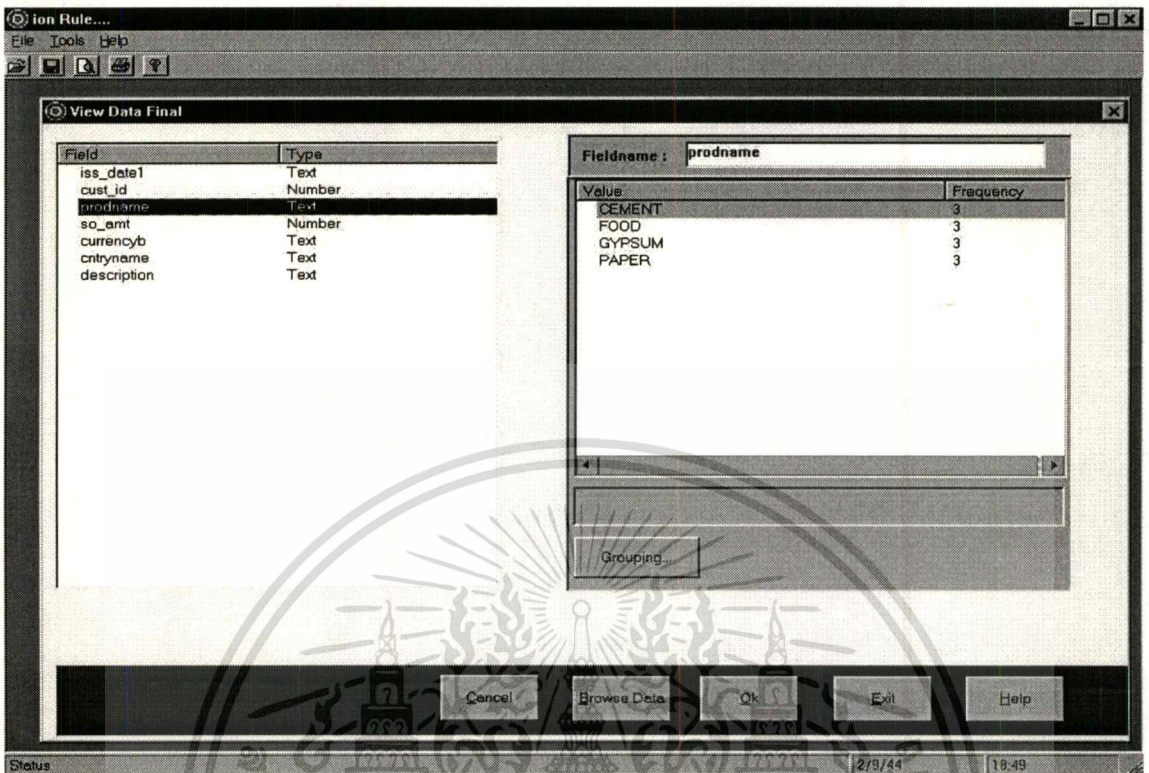 ion Rule....
File Tools Help
View Data Final
Field Type
iss_date1 Text
cust_id Number
prodname Text
so_amt Number
currencyb Text
cntryname Text
description Text
Fieldname : prodname
Value Frequency
CEMENT 3
FOOD 3
GYPSUM 3
PAPER 3
Grouping...
Cancel Browse Data Ok Exit Help
Status 2/9/44 18:49